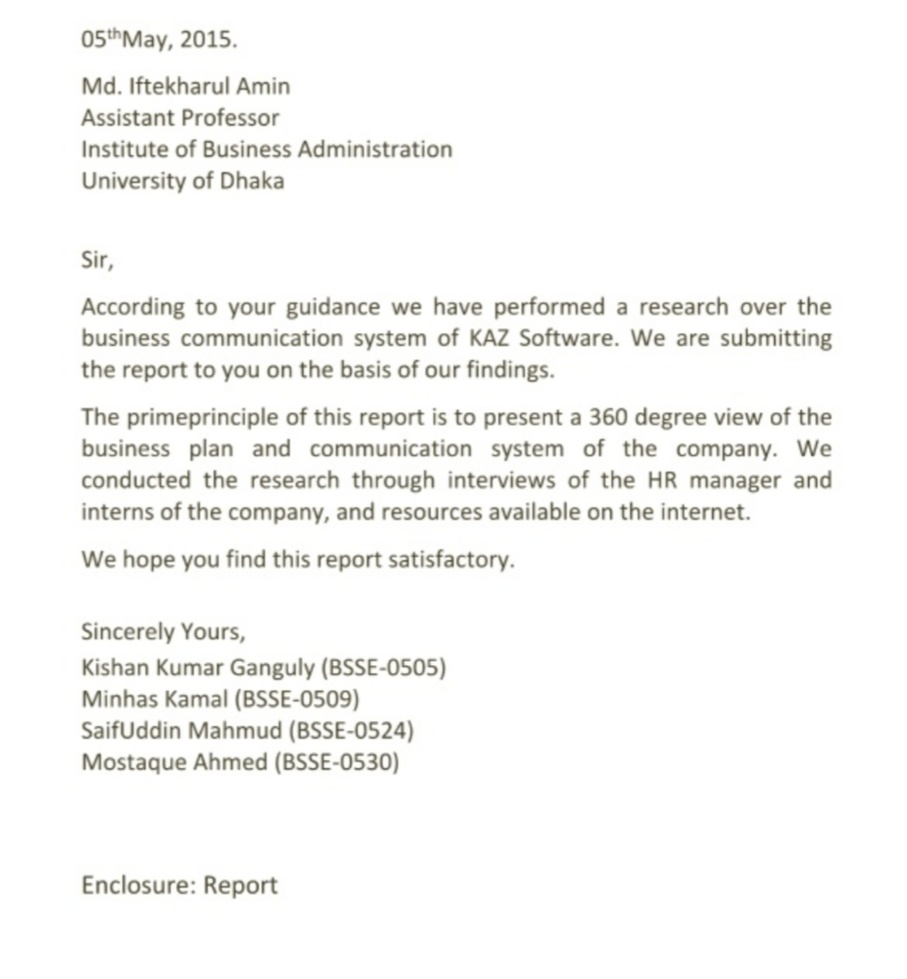 05thMay, 2015.
Md. Iftekharul Amin
Assistant Professor
Institute of Business Administration
University of Dhaka
Sir,
According to your guidance we have performed a research over the
business communication system of KAZ Software. We are submitting
the report to you on the basis of our findings.
The primeprinciple of this report is to present a 360 degree view of the
business plan and communication system of the company. We
conducted the research through interviews of the HR manager and
interns of the company, and resources available on the internet.
We hope you find this report satisfactory.
Sincerely Yours,
Kishan Kumar Ganguly (BSSE-0505)
Minhas Kamal (BSSE-0509)
SaifUddin Mahmud (BSSE-0524)
Mostaque Ahmed (BSSE-0530)
Enclosure: Report